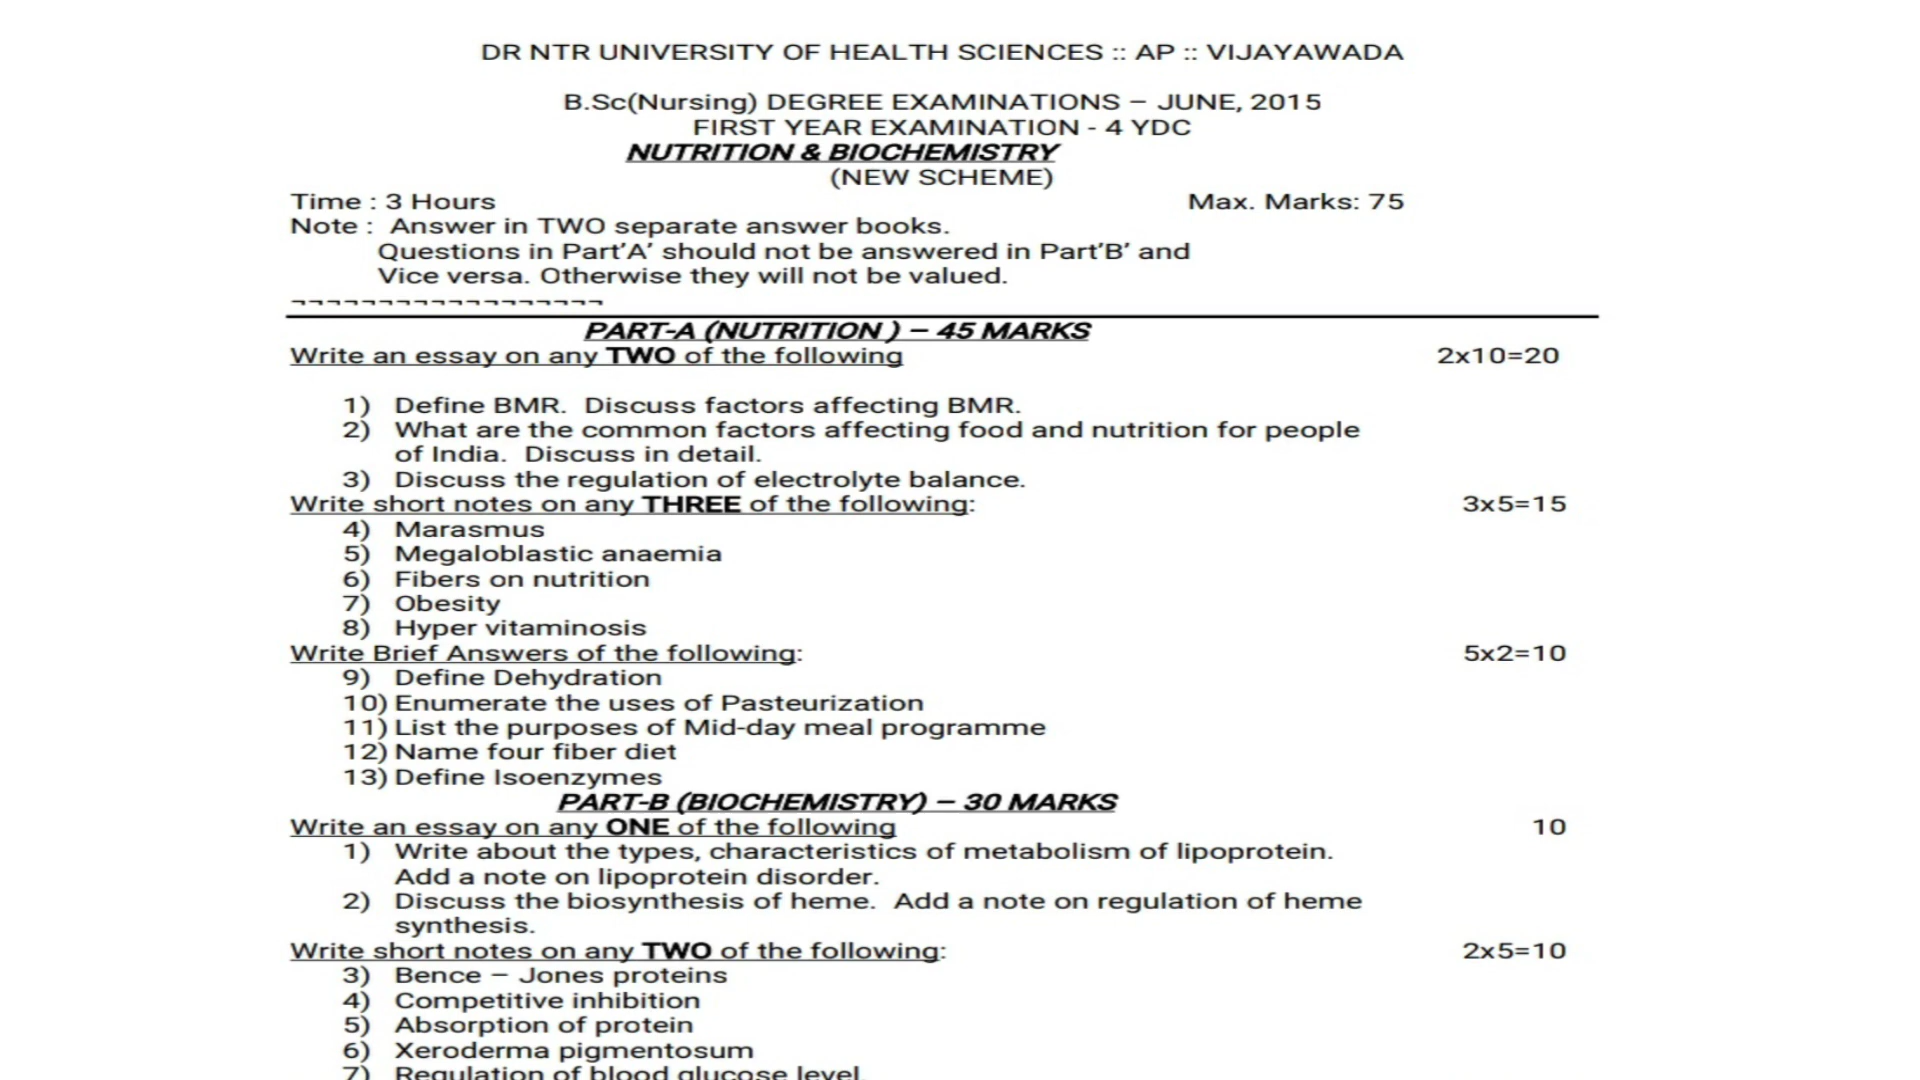 DR NTR UNIVERSITY OF HEALTH SCIENCES :: AP :: VIJAYAWADA
B.Sc(Nursing) DEGREE EXAMINATIONS – JUNE, 2015
FIRST YEAR EXAMINATION - 4 YDC
NUTRITION & BIOCHEMISTRY
(NEW SCHEME)
Time : 3 Hours Max. Marks: 75
Note : Answer in TWO separate answer books.
Questions in Part'A' should not be answered in Part'B' and
Vice versa. Otherwise they will not be valued.
¬¬¬¬¬¬¬¬¬¬¬¬¬¬¬¬¬¬
PART-A (NUTRITION ) – 45 MARKS
Write an essay on any TWO of the following 2x10=20
1) Define BMR. Discuss factors affecting BMR.
2) What are the common factors affecting food and nutrition for people
of India. Discuss in detail.
3) Discuss the regulation of electrolyte balance.
Write short notes on any THREE of the following: 3x5=15
4) Marasmus
5) Megaloblastic anaemia
6) Fibers on nutrition
7) Obesity
8) Hyper vitaminosis
Write Brief Answers of the following: 5x2=10
9) Define Dehydration
10) Enumerate the uses of Pasteurization
11) List the purposes of Mid-day meal programme
12) Name four fiber diet
13) Define Isoenzymes
PART-B (BIOCHEMISTRY) – 30 MARKS
Write an essay on any ONE of the following 10
1) Write about the types, characteristics of metabolism of lipoprotein.
Add a note on lipoprotein disorder.
2) Discuss the biosynthesis of heme. Add a note on regulation of heme
synthesis.
Write short notes on any TWO of the following: 2x5=10
3) Bence – Jones proteins
4) Competitive inhibition
5) Absorption of protein
6) Xeroderma pigmentosum
7) Regulation of blood glucose level.